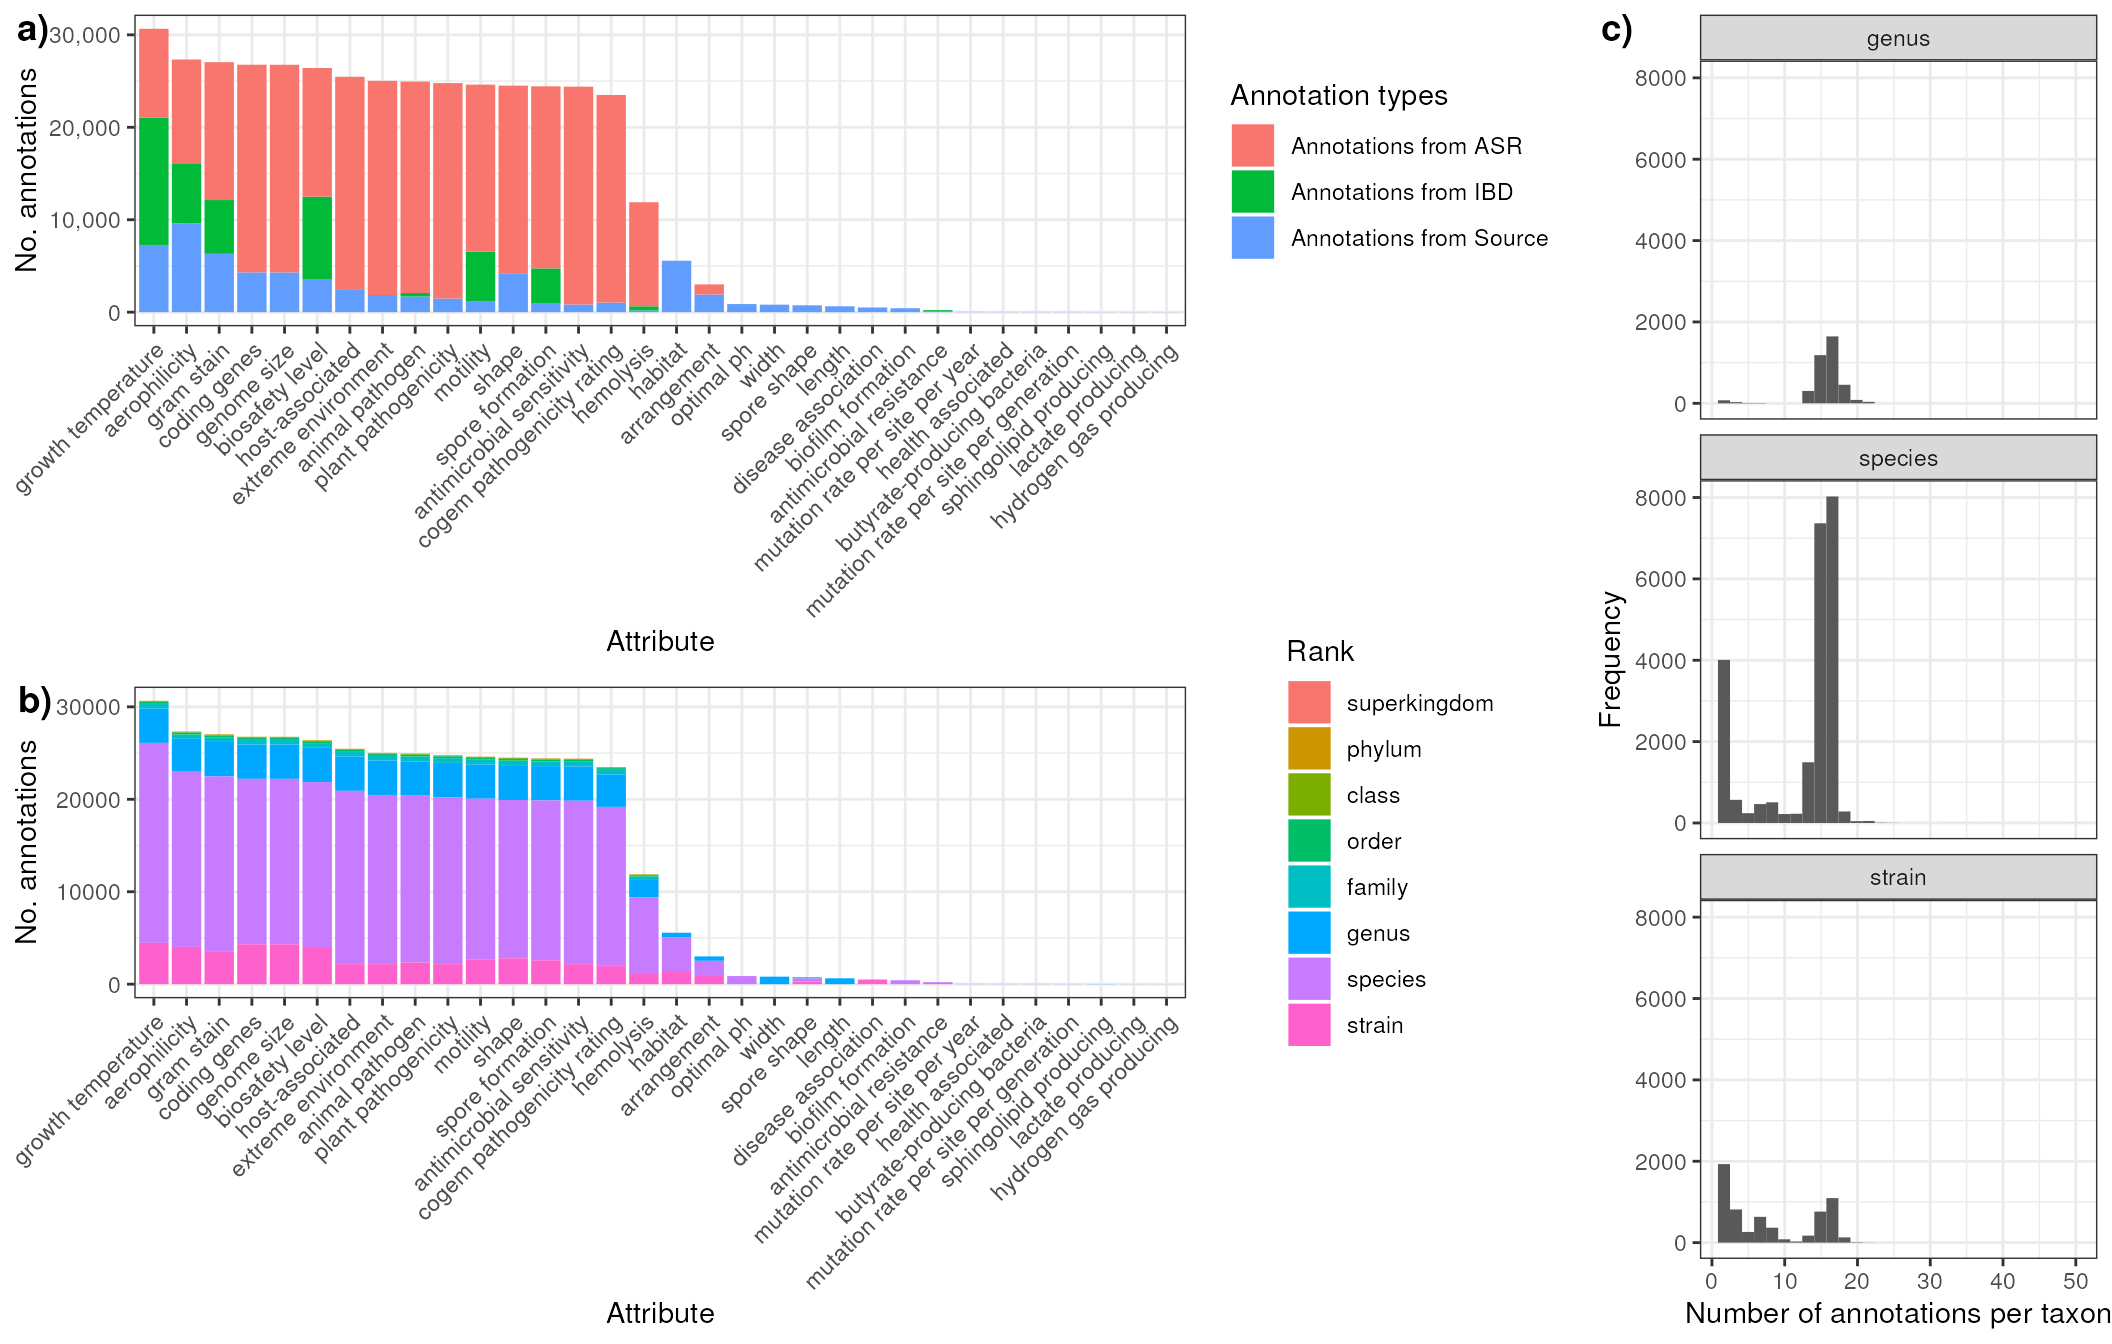 a)
30,000
20,000
10,000
0
No. annotations
growth temperature
aerophilicity
gram stain
coding genes
genome size
biosafety level
host-associated
extreme environment
animal pathogen
plant pathogenicity
motility
shape
spore formation
antimicrobial sensitivity
cogem pathogenicity rating
hemolysis
habitat
arrangement
optimal ph
width
spore shape
length
disease association
biofilm formation
antimicrobial resistance
mutation rate per site per year
health associated
butyrate-producing bacteria
mutation rate per site per generation
sphingolipid producing
lactate producing
hydrogen gas producing
Attribute
Annotation types
Annotations from ASR
Annotations from IBD
Annotations from Source
b)
30000
20000
10000
0
No. annotations
growth temperature
aerophilicity
gram stain
coding genes
genome size
biosafety level
host-associated
extreme environment
animal pathogen
plant pathogenicity
motility
shape
spore formation
antimicrobial sensitivity
cogem pathogenicity rating
hemolysis
habitat
arrangement
optimal ph
width
spore shape
length
disease association
biofilm formation
antimicrobial resistance
mutation rate per site per year
health associated
butyrate-producing bacteria
mutation rate per site per generation
sphingolipid producing
lactate producing
hydrogen gas producing
Attribute
Rank
superkingdom
phylum
class
order
family
genus
species
strain
c)
genus
8000
6000
4000
2000
0
species
8000
6000
4000
2000
0
Frequency
strain
8000
6000
4000
2000
0
0 10 20 30 40 50
Number of annotations per taxon